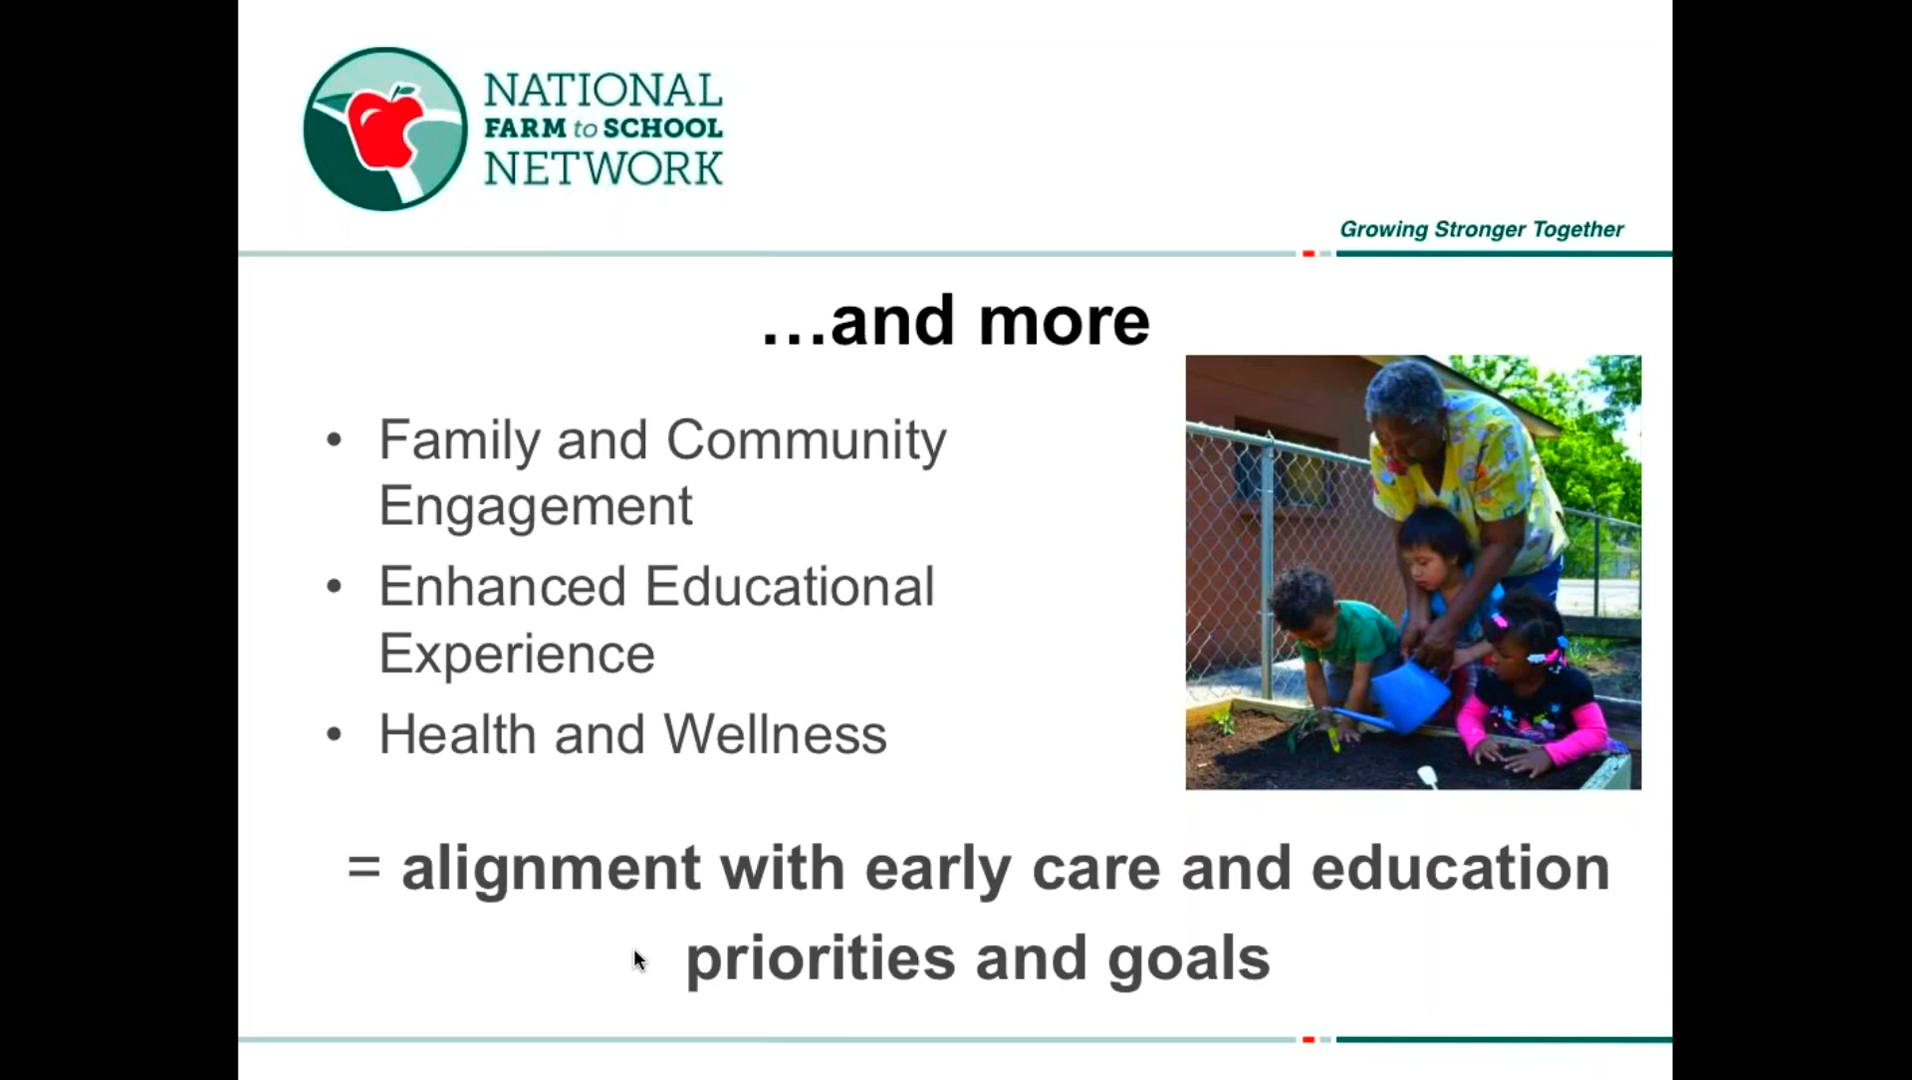 NATIONAL
FARM to SCHOOL
NETWORK
Growing Stronger Together
...and more
• Family and Community
Engagement
• Enhanced Educational
Experience
• Health and Wellness
= alignment with early care and education
priorities and goals